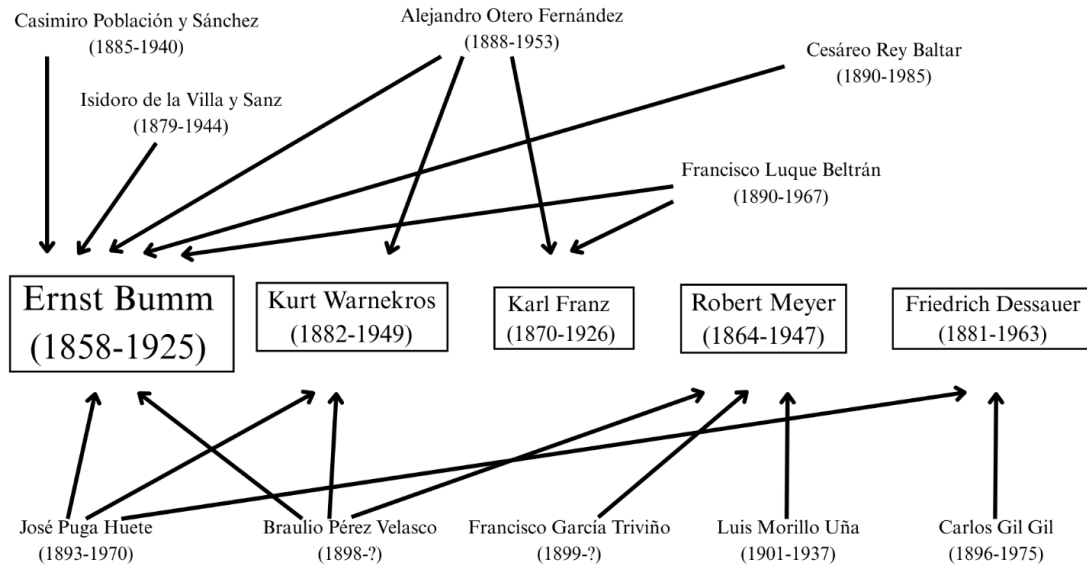 Casimiro Población y Sánchez
(1885-1940)
Alejandro Otero Fernández
(1888-1953)
Cesáreo Rey Baltar
(1890-1985)
Isidoro de la Villa y Sanz
(1879-1944)
Francisco Luque Beltrán
(1890-1967)
Ernst Bumm
(1858-1925)
Kurt Warnekros
(1882-1949)
Karl Franz
(1870-1926)
Robert Meyer
(1864-1947)
Friedrich Dessauer
(1881-1963)
José Puga Huete
(1893-1970)
Braulio Pérez Velasco
(1898-?)
Francisco García Triviño
(1899-?)
Luis Morillo Uña
(1901-1937)
Carlos Gil Gil
(1896-1975)